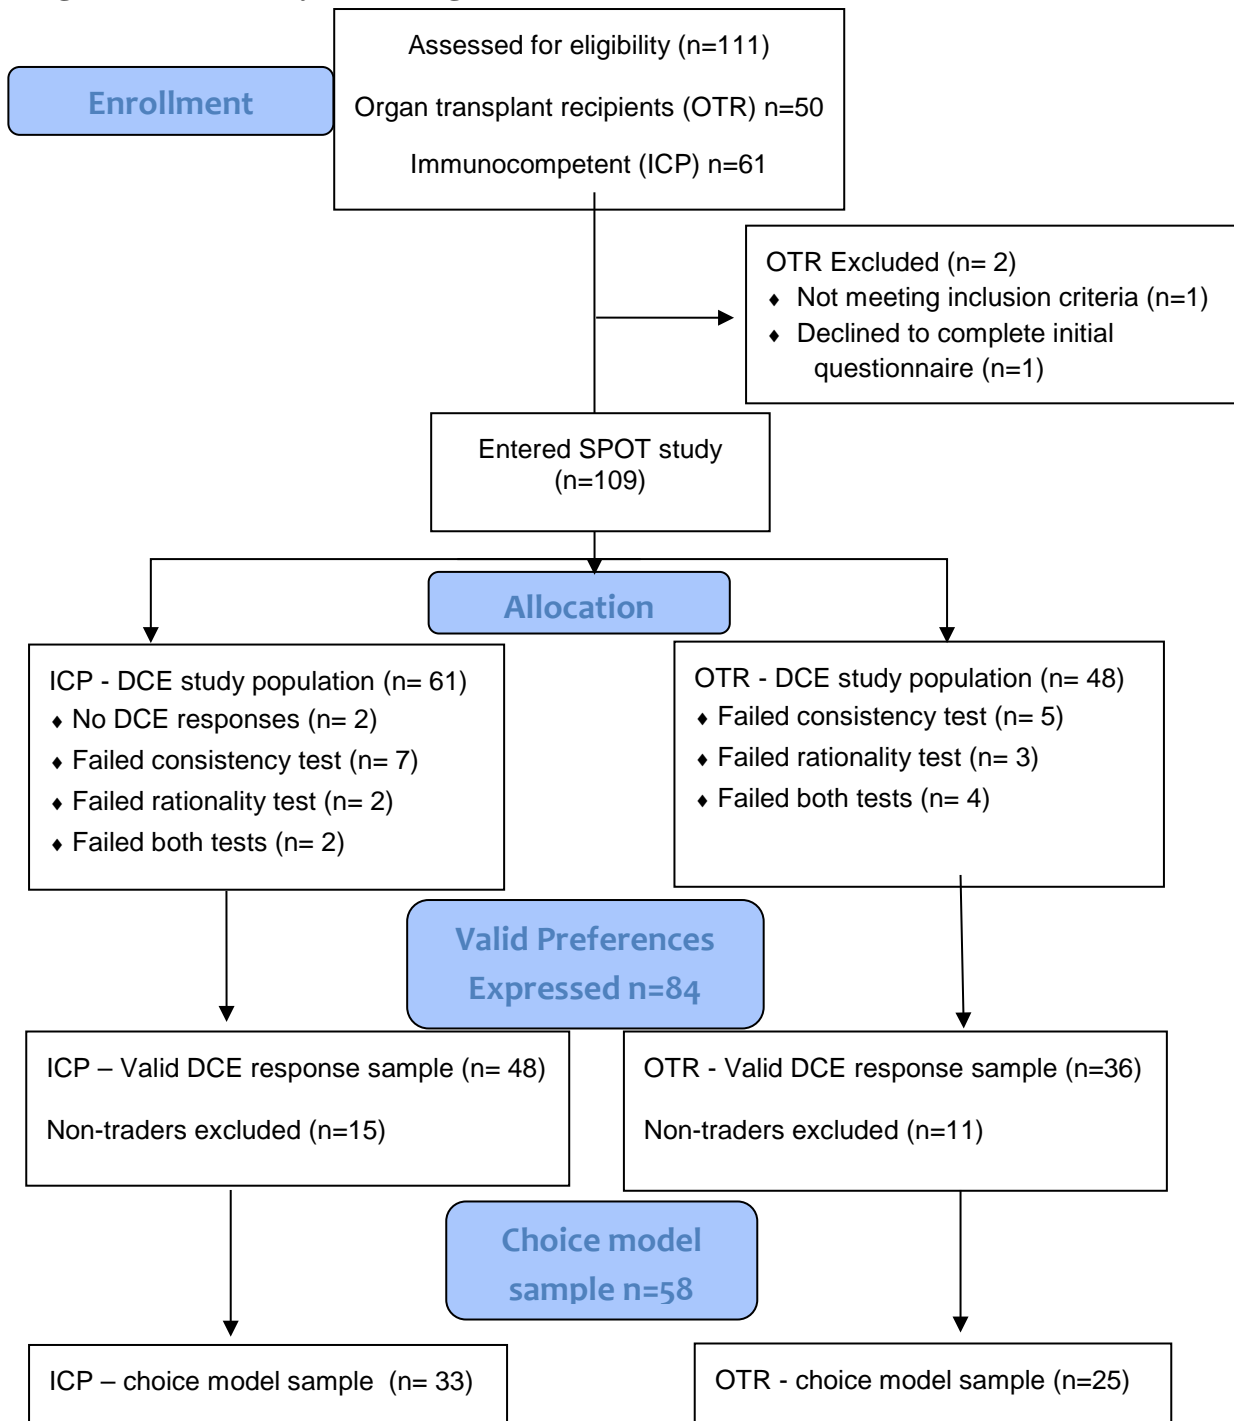 Assessed for eligibility (n=111)
Enrollment
Organ transplant recipients (OTR) n=50
Immunocompetent (ICP) n=61
OTR Excluded (n= 2)
♦ Not meeting inclusion criteria (n=1)
♦ Declined to complete initial
questionnaire (n=1)
Entered SPOT study
(n=109)
Allocation
ICP - DCE study population (n= 61)
♦ No DCE responses (n= 2)
♦ Failed consistency test (n= 7)
♦ Failed rationality test (n= 2)
♦ Failed both tests (n= 2)
OTR - DCE study population (n= 48)
♦ Failed consistency test (n= 5)
♦ Failed rationality test (n= 3)
♦ Failed both tests (n= 4)
Valid Preferences
Expressed n=84
ICP – Valid DCE response sample (n= 48)
Non-traders excluded (n=15)
OTR - Valid DCE response sample (n=36)
Non-traders excluded (n=11)
Choice model
sample n=58
ICP – choice model sample (n= 33)
OTR - choice model sample (n=25)